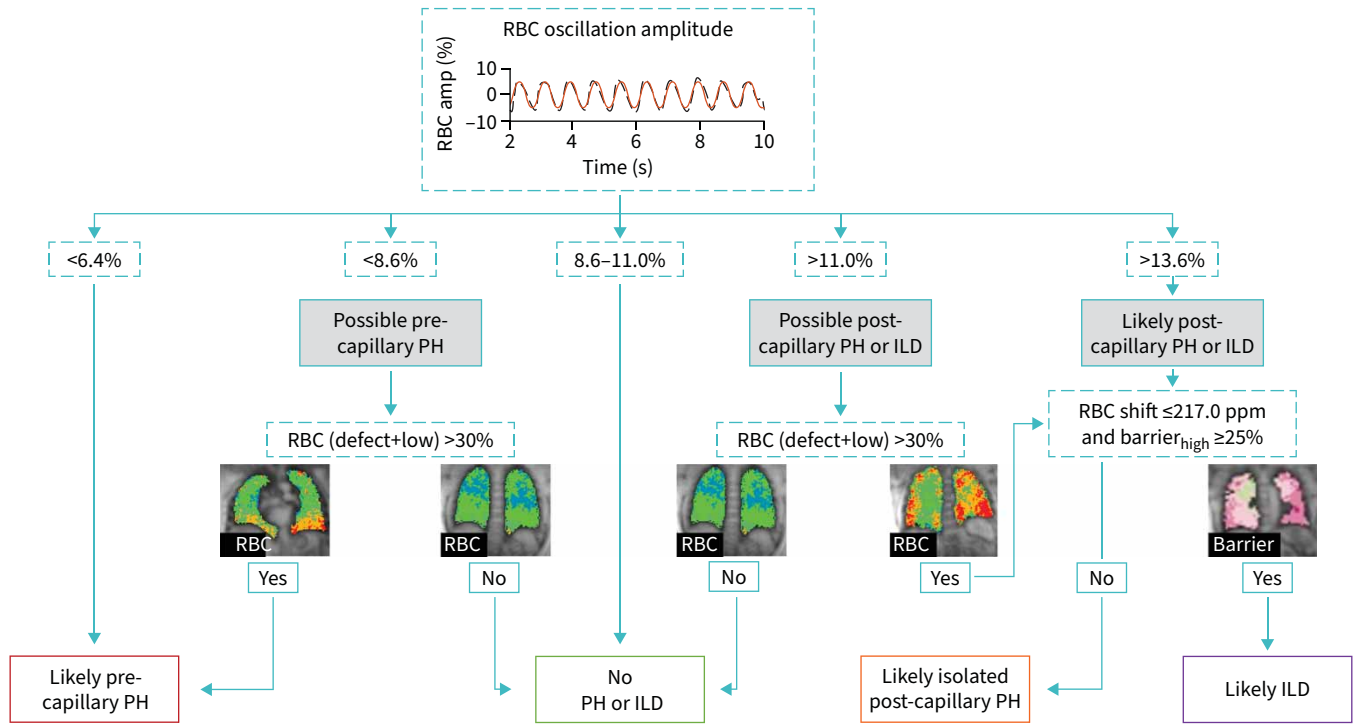 RBC oscillation amplitude
RBC amp (%)
10
0
–10
2
4
6
8
10
Time (s)
<6.4%
<8.6%
8.6–11.0%
>11.0%
>13.6%
Possible pre-
capillary PH
Possible post-
capillary PH or ILD
Likely post-
capillary PH or ILD
RBC (defect+low) >30%
RBC (defect+low) >30%
RBC shift ≤217.0 ppm
and barrierhigh ≥25%
RBC
RBC
RBC
RBC
Barrier
Yes
No
No
Yes
No
Yes
Likely pre-
capillary PH
No
PH or ILD
Likely isolated
post-capillary PH
Likely ILD